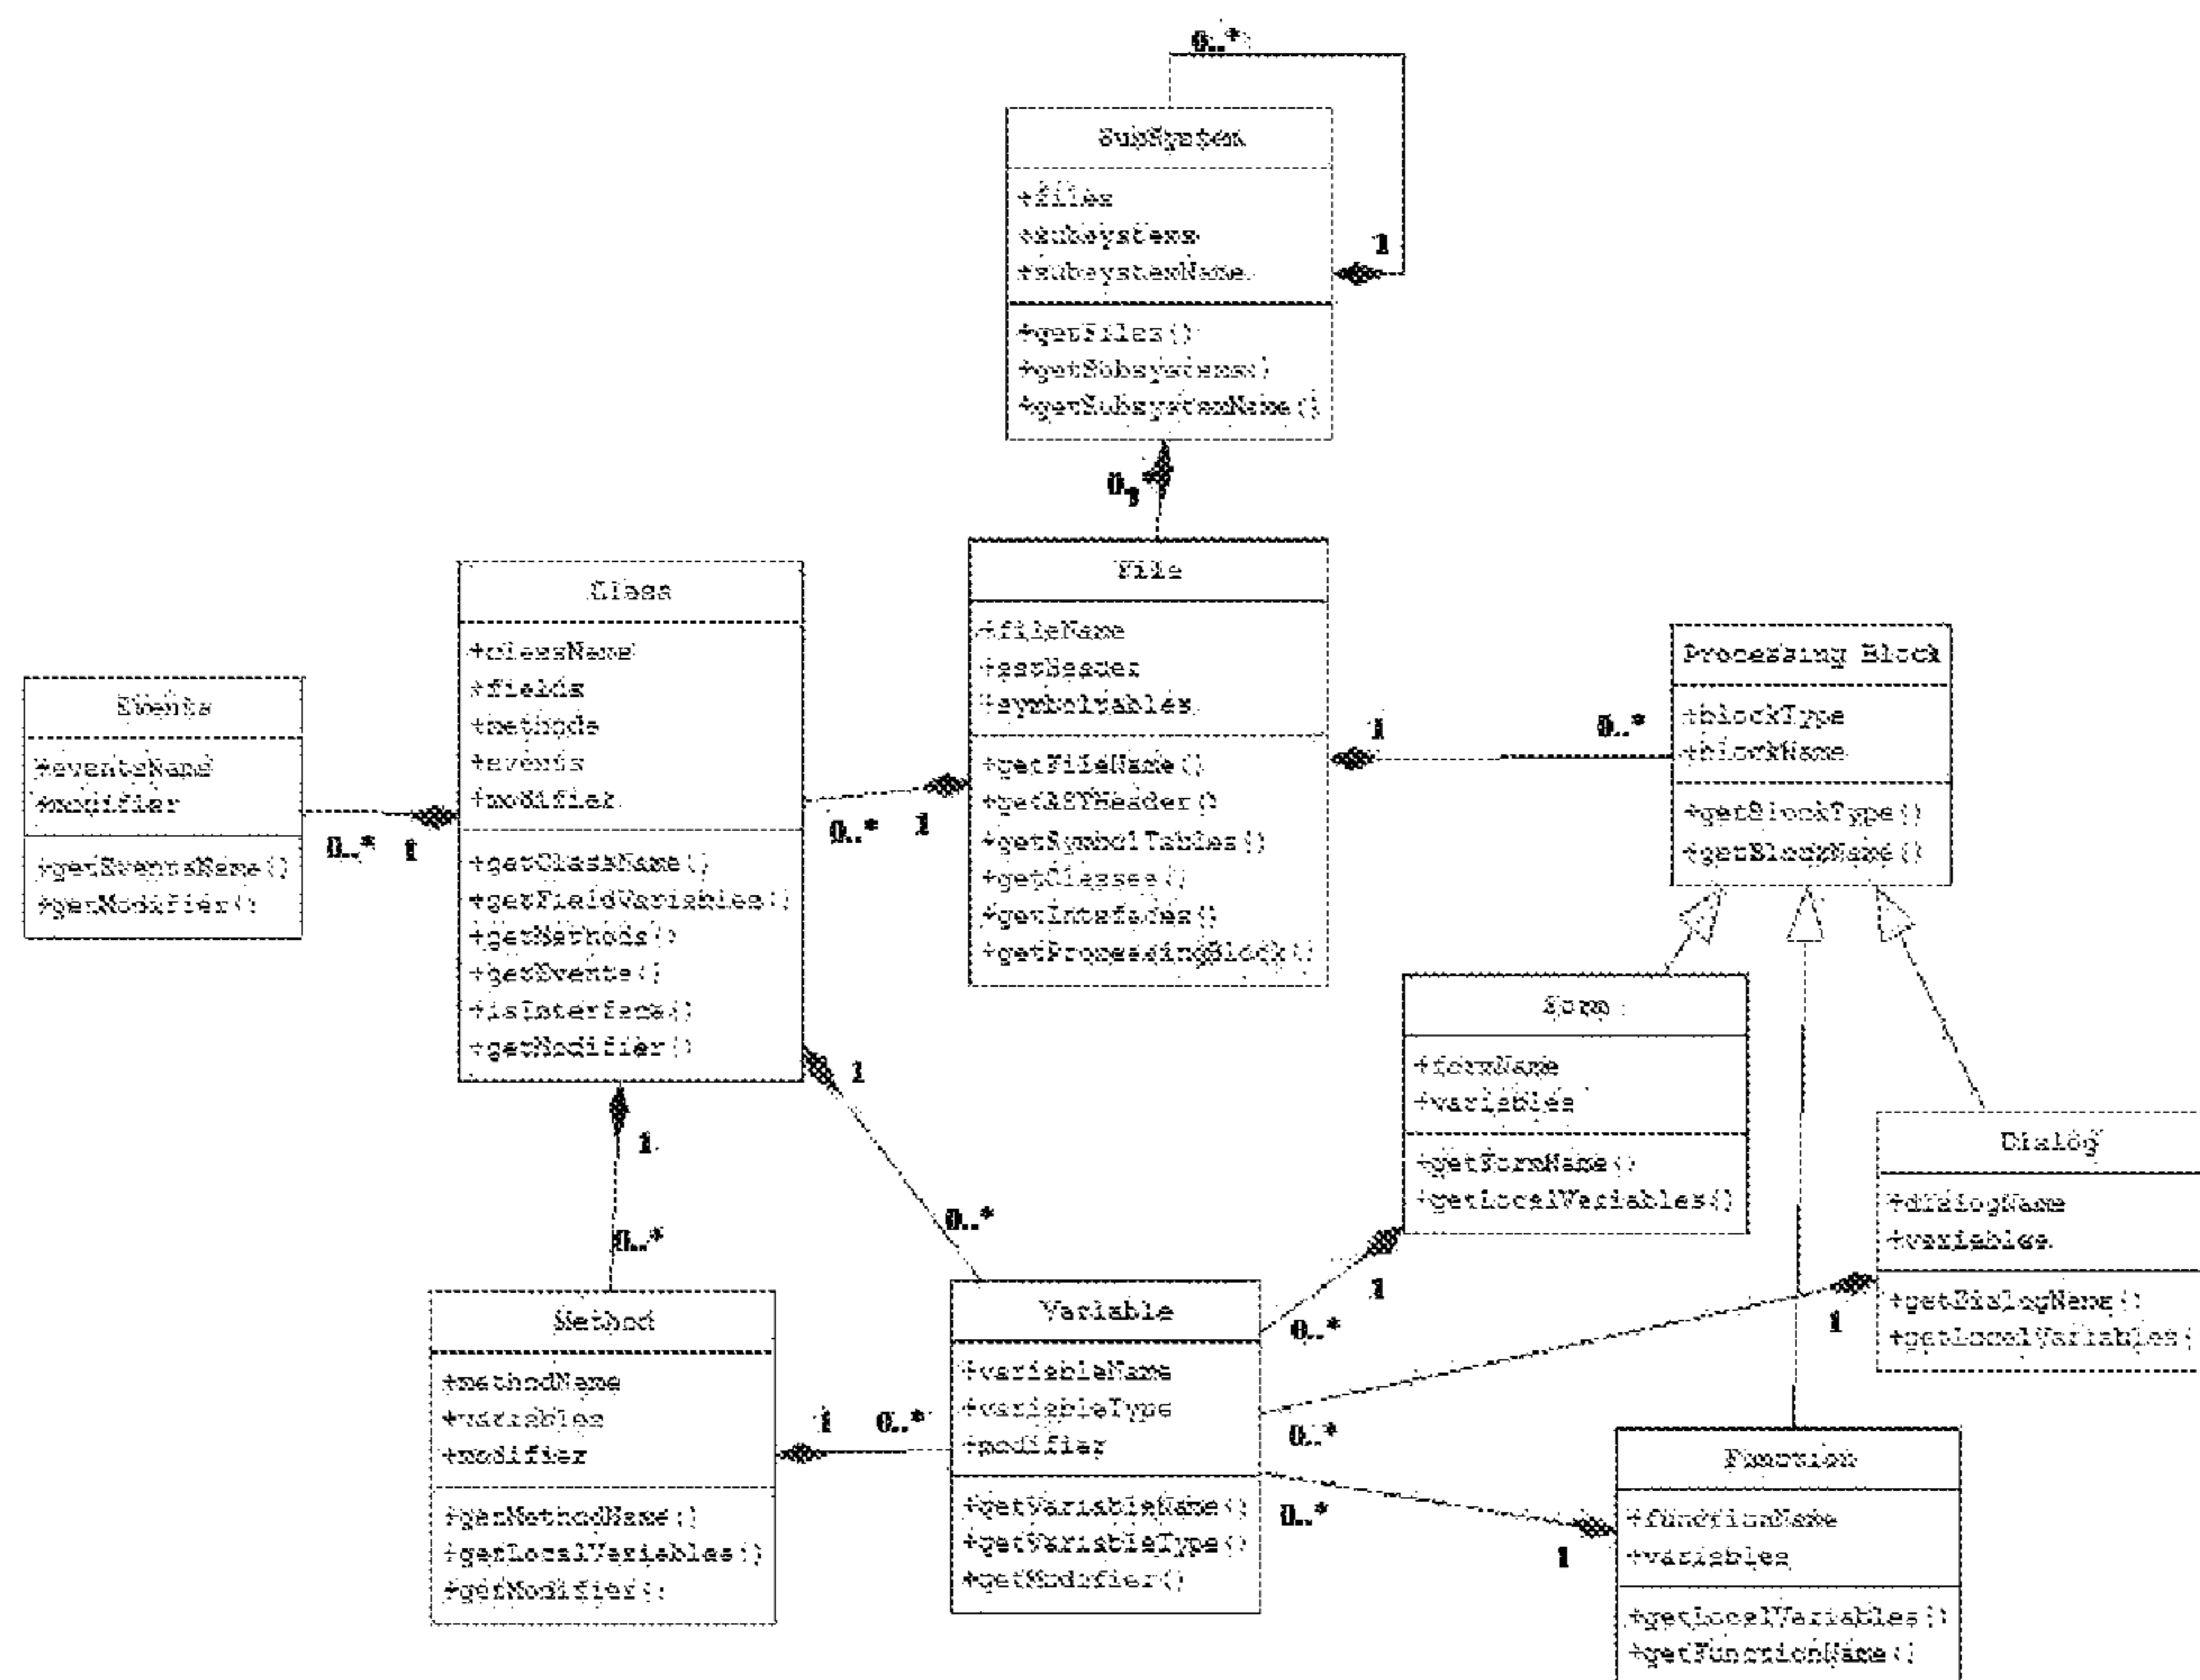 0..*
SubSystem
+files
+subsystems
+subsystemName
1
+getFiles()
+getSubsystems()
+getSubsystemName()
File
+fileName
+astHeader
+symboltables
+getFileName()
+getASTHeader()
+getSymbolTables()
+getClasses()
+getIntefaces()
+getProcessingBlock()
1
0..*
Class
+className
+fields
+methods
+events
+modifier
+getClassName()
+getFieldVariables()
+getMethods()
+getEvents()
+isInterface()
+getModifier()
0..*
1
Events
+eventsName
+modifier
+getEventsName()
+getModifier()
0..*
1
Processing Block
+blockType
+blockName
+getBlockType()
+getBlockName()
Form
+formName
+variables
+getFormName()
+getLocalVariables()
Dialog
+dialogName
+variables
+getDialogName()
+getLocalVariables(
1
0..*
1
0..*
Method
+methodName
+variables
+modifier
+getMethodName()
+getLocalVariables()
+getModifier()
1
0..*
Variable
+variableName
+variableType
+modifier
+getVariableName()
+getVariableType()
+getModifier()
1
0..*
1
0..*
0..*
1
Function
+functionName
+variables
+getLocalVariables()
+getFunctionName()